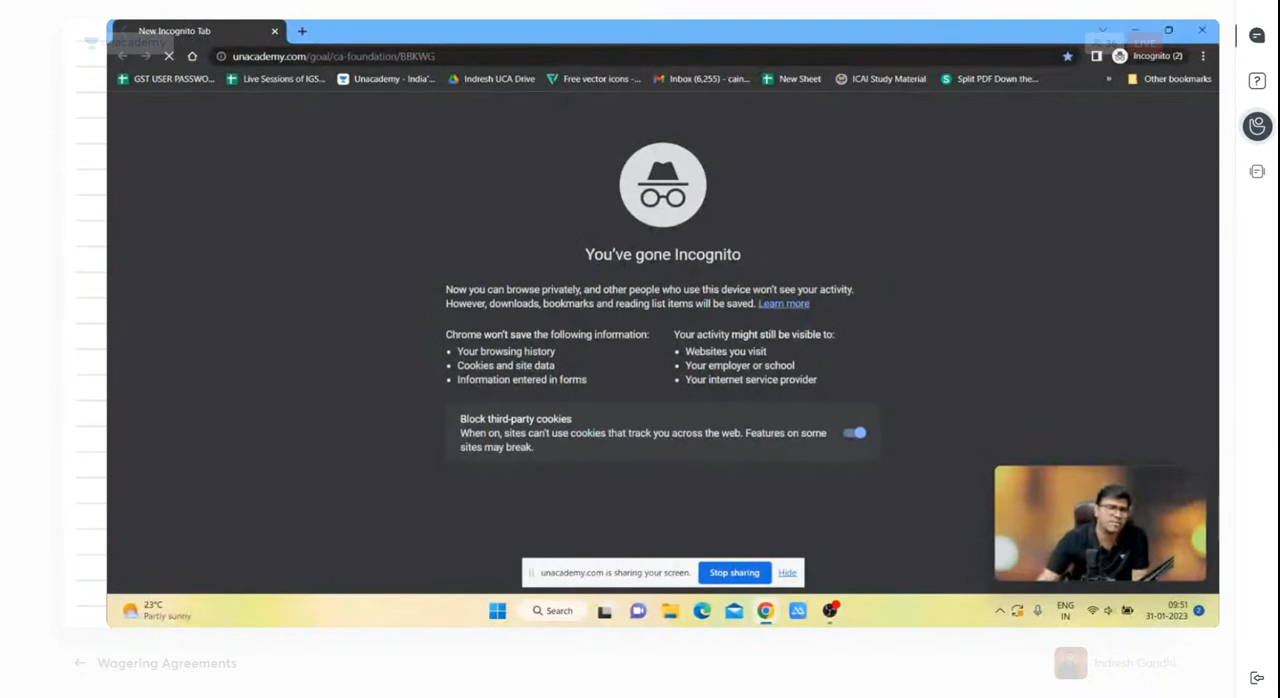 New Incognito Tab
unacademy
36 LIVE
unacademy.com/goal/ca-foundation/BBKWG
Incognito (2)
GST USER PASSWO... Live Sessions of IGS... Unacademy - India'... Indresh UCA Drive Free vector icons -... Inbox (6,255) - cain... New Sheet ICAI Study Material Split PDF Down the... » Other bookmarks
You've gone Incognito
Now you can browse privately, and other people who use this device won't see your activity.
However, downloads, bookmarks and reading list items will be saved. Learn more
Chrome won't save the following information:
Your browsing history
Cookies and site data
Information entered in forms
Your activity might still be visible to:
Websites you visit
Your employer or school
Your internet service provider
Block third-party cookies
When on, sites can't use cookies that track you across the web. Features on some
sites may break.
unacademy.com is sharing your screen. Stop sharing Hide
23°C
Partly sunny
Search
ENG
IN
09:51
31-01-2023
2
Wagering Agreements
Indresh Gandhi